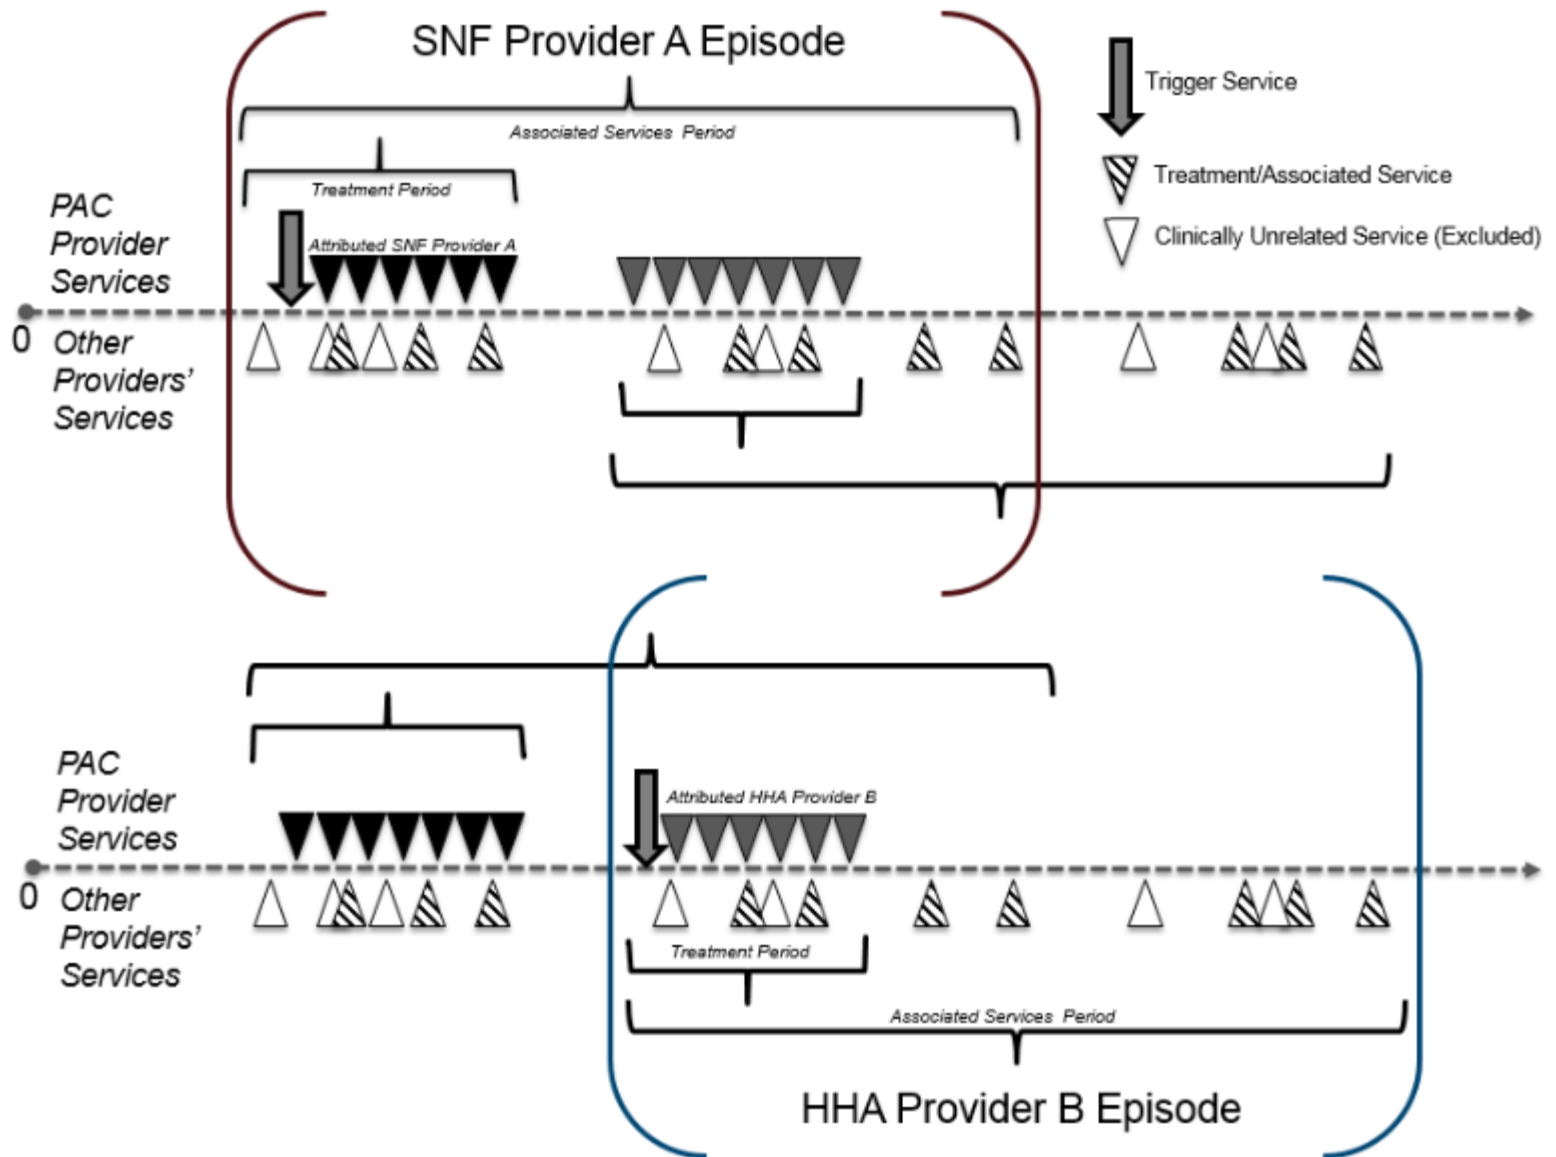 SNF Provider A Episode
Associated Services Period
Treatment Period
Attributed SNF Provider A
PAC
Provider
Services
0
Other
Providers’
Services
Trigger Service
Treatment/Associated Service
Clinically Unrelated Service (Excluded)
PAC
Provider
Services
Attributed HHA Provider B
0
Other
Providers’
Services
Treatment Period
Associated Services Period
HHA Provider B Episode